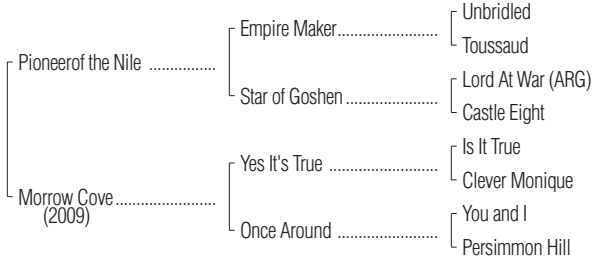 Unbridled
Empire Maker........................
Toussaud
Pioneerof the Nile ................
Lord At War (ARG)
Star of Goshen......................
Castle Eight
Is It True
Yes It's True ..........................
Clever Monique
Morrow Cove........................
(2009)
You and I
Once Around ........................
Persimmon Hill